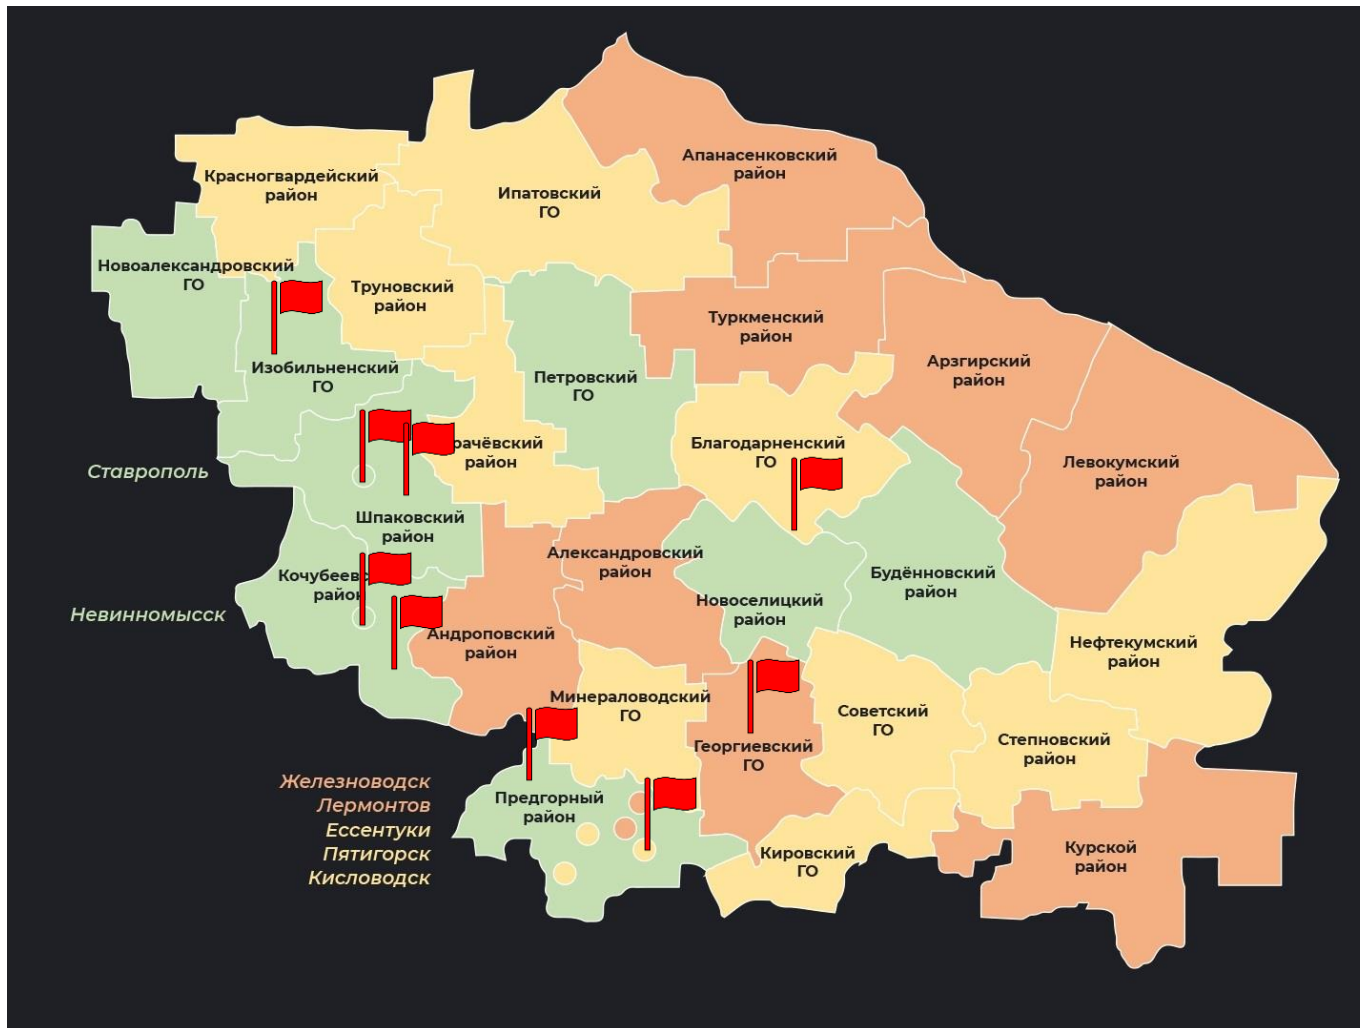 Апанасенковский
район
Красногвардейский
район
Ипатовский
ГО
Новоалександровский
ГО
Труновский
район
Туркменский
район
Арзгирский
район
Изобильненский
ГО
Петровский
ГО
рачёвский
район
Благодарненский
ГО
Левокумский
район
Ставрополь
Шпаковский
район
Александровский
район
Кочубеевс
район
Будённовский
район
Новоселицкий
район
Невинномысск
Андроповский
район
Нефтекумский
район
Минераловодский
ГО
Советский
ГО
Георгиевский
ГО
Степновский
район
Железноводск
Лермонтов
Ессентуки
Пятигорск
Кисловодск
Предгорный
район
Кировский
ГО
Курской
район